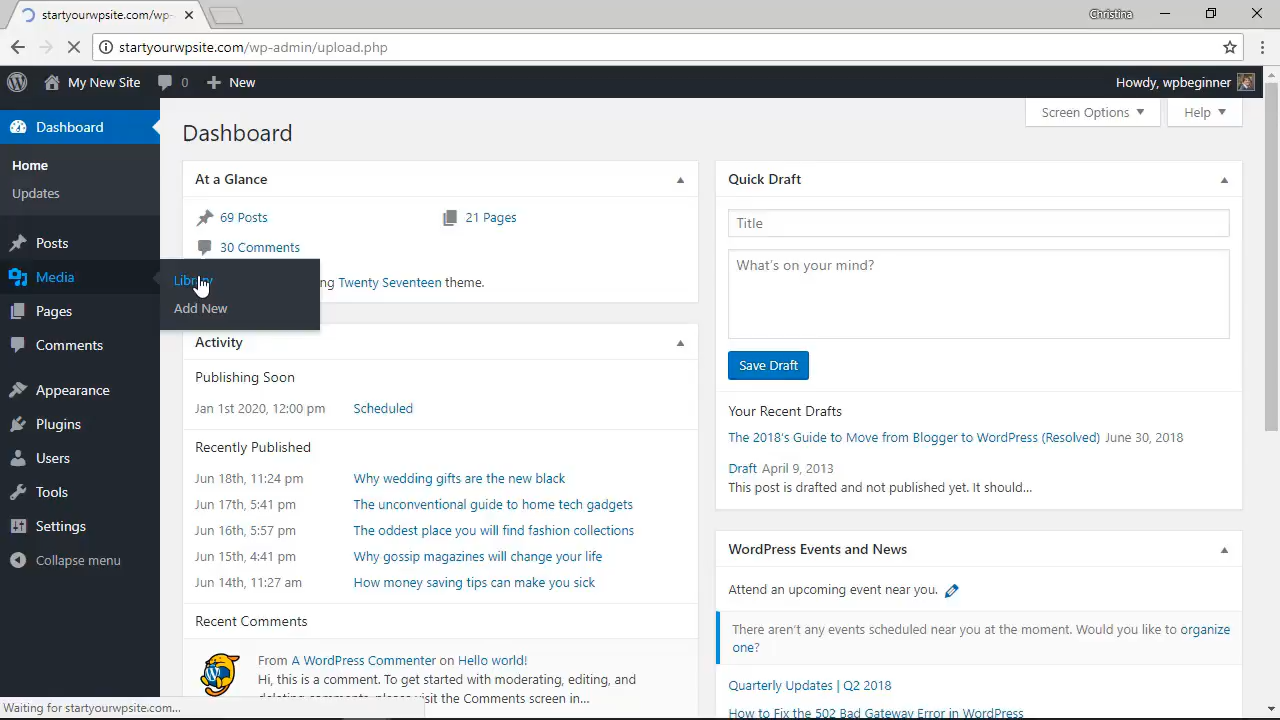 startyourwpsite.com/wp-
Christina
startyourwpsite.com/wp-admin/upload.php
My New Site 0 New
Howdy, wpbeginner
Dashboard
Home
Updates
Posts
Media
Library
Add New
Pages
Comments
Appearance
Plugins
Users
Tools
Settings
Collapse menu
Screen Options
Help
Dashboard
At a Glance
69 Posts
21 Pages
30 Comments
ng Twenty Seventeen theme.
Activity
Publishing Soon
Jan 1st 2020, 12:00 pm Scheduled
Recently Published
Jun 18th, 11:24 pm Why wedding gifts are the new black
Jun 17th, 5:41 pm The unconventional guide to home tech gadgets
Jun 16th, 5:57 pm The oddest place you will find fashion collections
Jun 15th, 4:41 pm Why gossip magazines will change your life
Jun 14th, 11:27 am How money saving tips can make you sick
Recent Comments
From A WordPress Commenter on Hello world!
Hi, this is a comment. To get started with moderating, editing, and
deleting comments, please visit the Comments screen in...
Quick Draft
Title
What's on your mind?
Save Draft
Your Recent Drafts
The 2018's Guide to Move from Blogger to WordPress (Resolved) June 30, 2018
Draft April 9, 2013
This post is drafted and not published yet. It should...
WordPress Events and News
Attend an upcoming event near you.
There aren't any events scheduled near you at the moment. Would you like to organize
one?
Quarterly Updates | Q2 2018
How to Fix the 502 Bad Gateway Error in WordPress
Waiting for startyourwpsite.com...